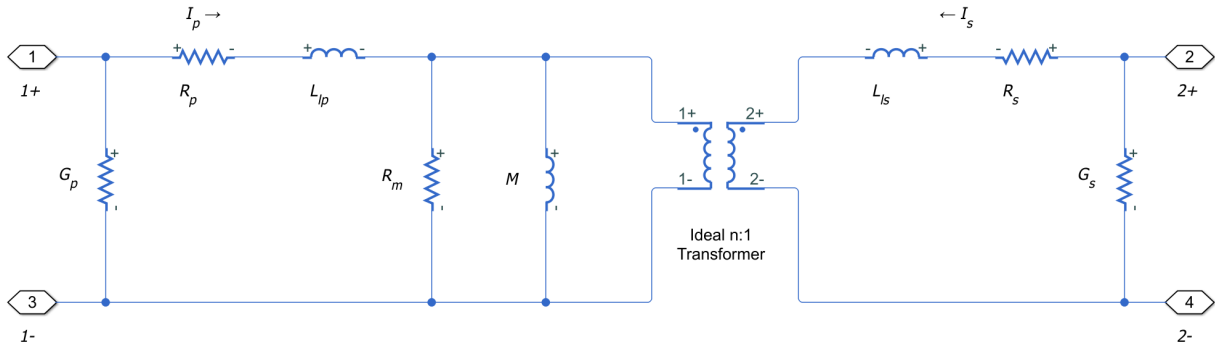 I_p → ← I_s
1 + - + - - + - + 2
1+ R_p L_lp L_ls R_s 2+
1+ 2+
+ + + +
G_p R_m M G_s
- - - -
1- 2-
Ideal n:1
Transformer
3 4
1- 2-